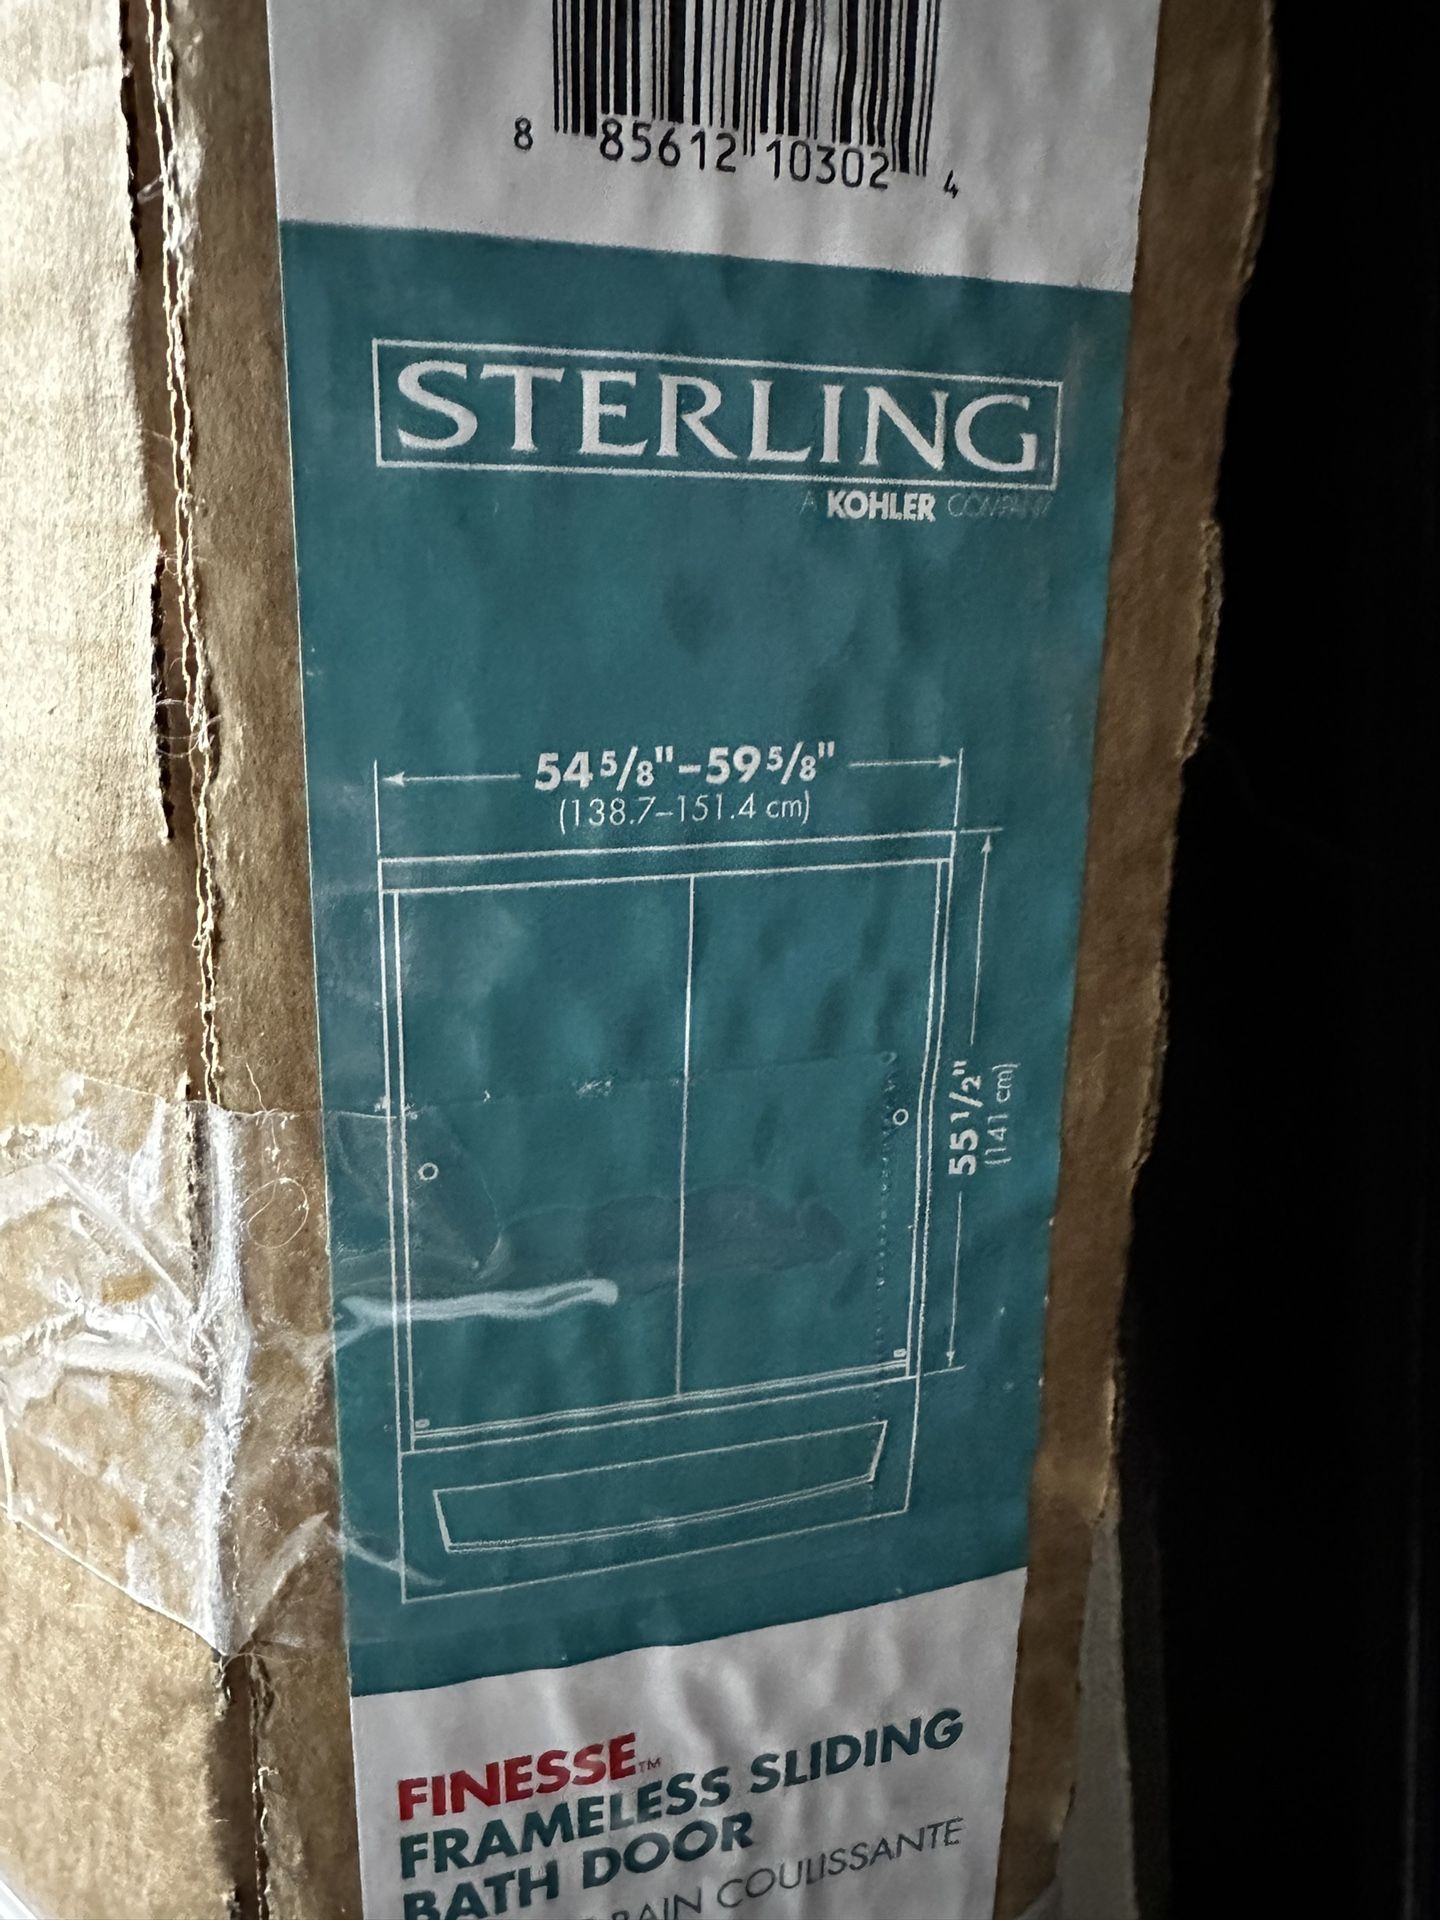 8 85612 10302 4
STERLING
A KOHLER COMPANY
54 5/8"–59 5/8"
(138.7–151.4 cm)
55 1/2"
(141 cm)
FINESSE™
FRAMELESS SLIDING
BATH DOOR
BAIN COULISSANTE